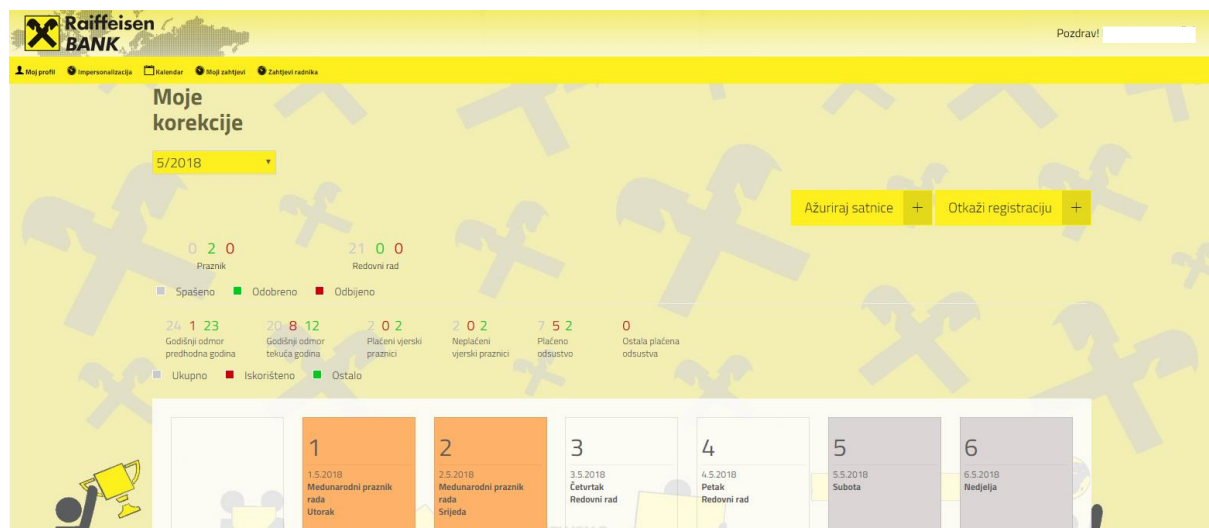 Raiffeisen
BANK
Pozdrav!
Moj profil Impersonalizacija Kalendar Moji zahtjevi Zahtjevi radnika
Moje
korekcije
5/2018
Ažuriraj satnice + Otkaži registraciju +
0 2 0 21 0 0
Praznik Redovni rad
Spašeno Odobreno Odbijeno
24 1 23 20 8 12 2 0 2 2 0 2 7 5 2 0
Godišnji odmor Godišnji odmor Plaćeni vjerski Neplaćeni Plaćeno Ostala plaćena
predhodna godina tekuća godina praznici vjerski praznici odsustvo odsustva
Ukupno Iskorišteno Ostalo
1 2 3 4 5 6
1.5.2018 2.5.2018 3.5.2018 4.5.2018 5.5.2018 6.5.2018
Medunarodni praznik Medunarodni praznik Četvrtak Petak Subota Nedjelja
rada rada Redovni rad Redovni rad
Utorak Srijeda